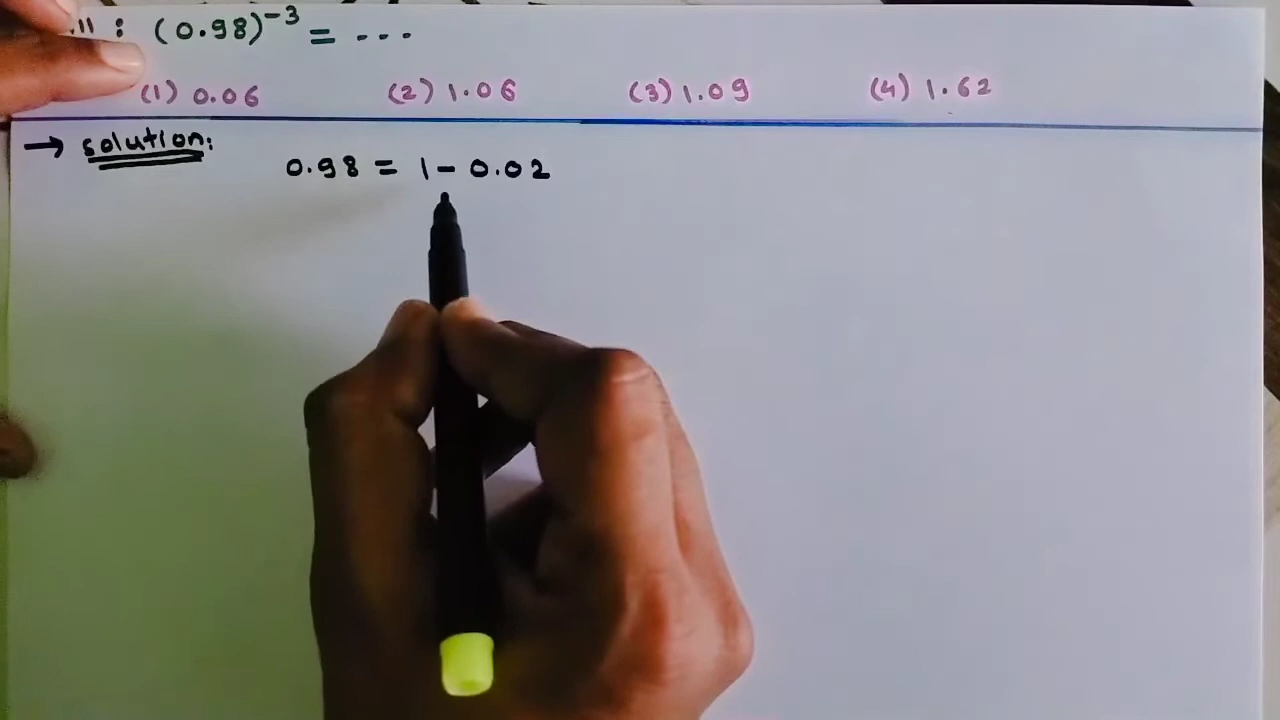 : (0.98)⁻³ = ...
(1) 0.06 (2) 1.06 (3) 1.09 (4) 1.62
→ solution: 0.98 = 1 - 0.02